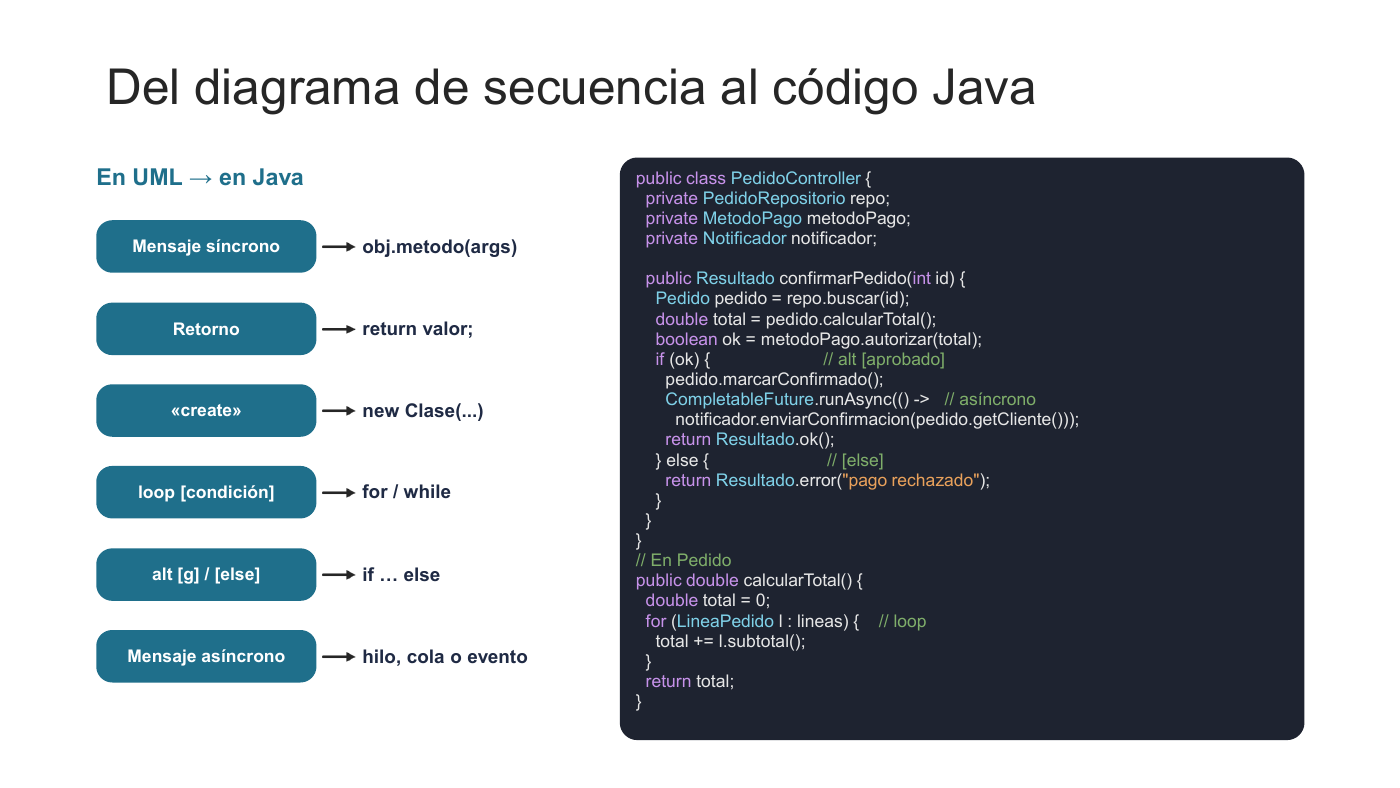 Del diagrama de secuencia al código Java
En UML → en Java
Mensaje síncrono
obj.metodo(args)
Retorno
return valor;
«create»
new Clase(...)
loop [condición]
for / while
alt [g] / [else]
if … else
Mensaje asíncrono
hilo, cola o evento
public class PedidoController {
  private PedidoRepositorio repo;
  private MetodoPago metodoPago;
  private Notificador notificador;

  public Resultado confirmarPedido(int id) {
    Pedido pedido = repo.buscar(id);
    double total = pedido.calcularTotal();
    boolean ok = metodoPago.autorizar(total);
    if (ok) {                        // alt [aprobado]
      pedido.marcarConfirmado();
      CompletableFuture.runAsync(() ->   // asíncrono
        notificador.enviarConfirmacion(pedido.getCliente()));
      return Resultado.ok();
    } else {                         // [else]
      return Resultado.error("pago rechazado");
    }
  }
}
// En Pedido
public double calcularTotal() {
  double total = 0;
  for (LineaPedido l : lineas) {    // loop
    total += l.subtotal();
  }
  return total;
}